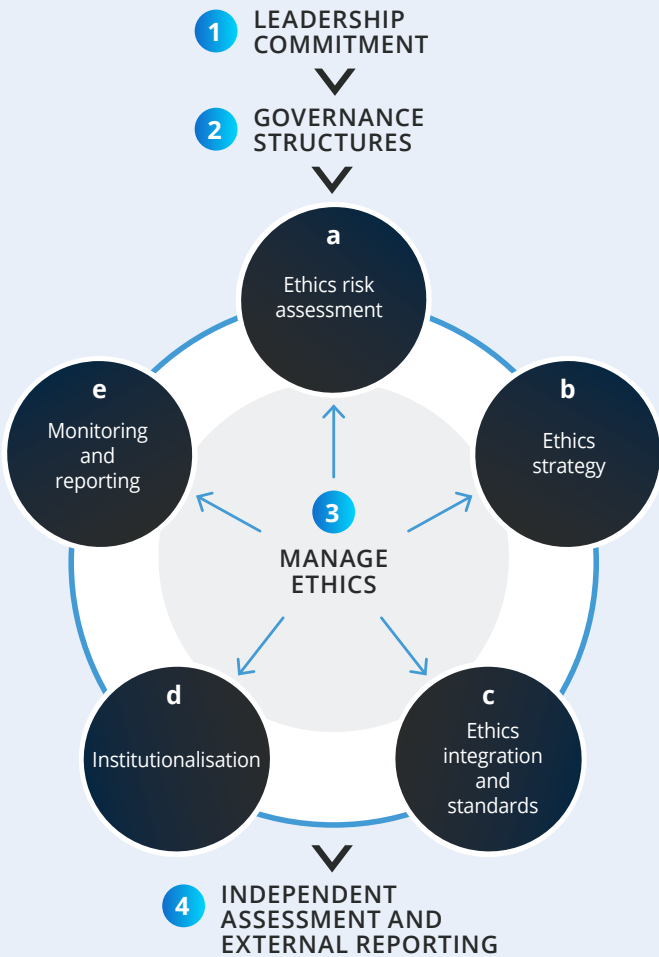 1
LEADERSHIP
COMMITMENT
2
GOVERNANCE
STRUCTURES
a
Ethics risk
assessment
b
Ethics
strategy
c
Ethics
integration
and
standards
d
Institutionalisation
e
Monitoring
and
reporting
3
MANAGE
ETHICS
4
INDEPENDENT
ASSESSMENT AND
EXTERNAL REPORTING